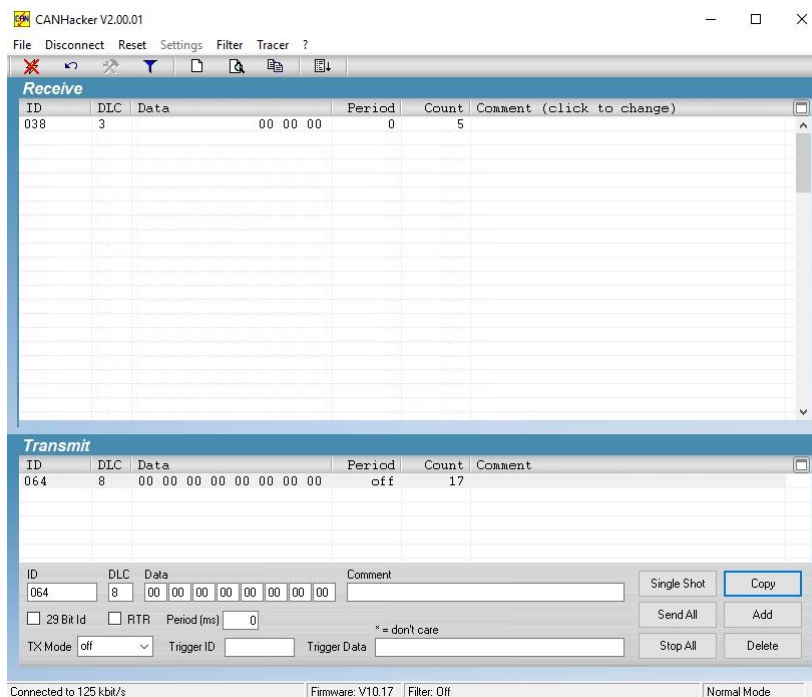 CANHacker V2.00.01
File Disconnect Reset Settings Filter Tracer ?
Receive
ID DLC Data Period Count Comment (click to change)
038 3 00 00 00 0 5
Transmit
ID DLC Data Period Count Comment
064 8 00 00 00 00 00 00 00 00 off 17
ID DLC Data Comment
064 8 00 00 00 00 00 00 00 00 Single Shot Copy
29 Bit Id RTR Period (ms) 0 * = don't care Send All Add
TX Mode off Trigger ID Trigger Data Stop All Delete
Connected to 125 kbit/s Firmware: V10.17 Filter: Off Normal Mode